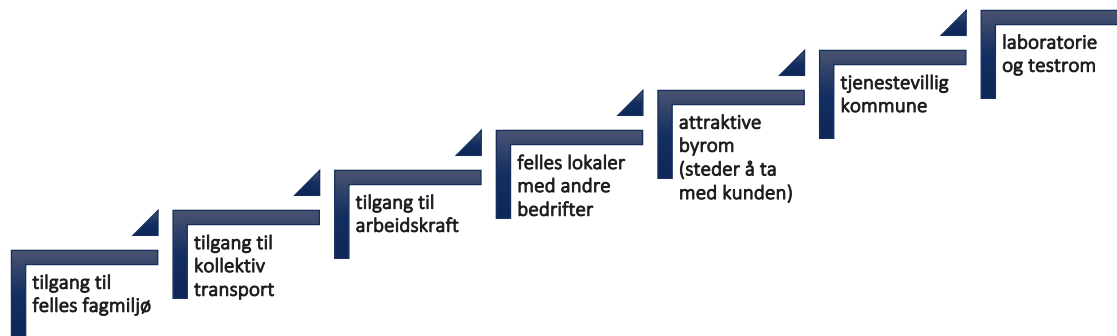 tilgang til
felles fagmiljø
tilgang til
kollektiv
transport
tilgang til
arbeidskraft
felles lokaler
med andre
bedrifter
attraktive
byrom
(steder å ta
med kunden)
tjenestevillig
kommune
laboratorie
og testrom